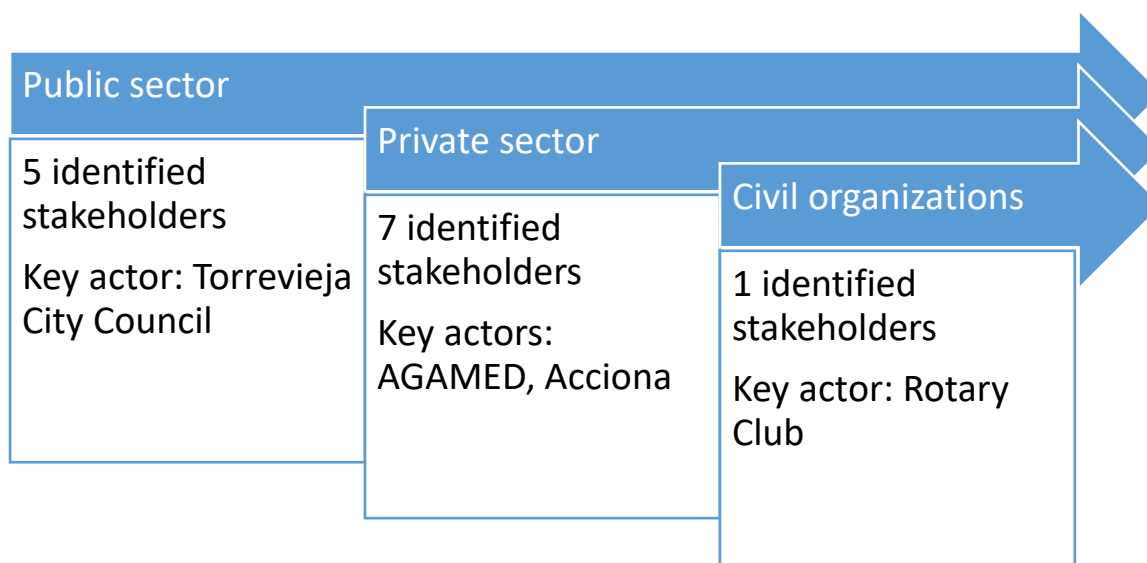 Public sector
5 identified
stakeholders
Key actor: Torrevieja
City Council
Private sector
7 identified
stakeholders
Key actors:
AGAMED, Acciona
Civil organizations
1 identified
stakeholders
Key actor: Rotary
Club